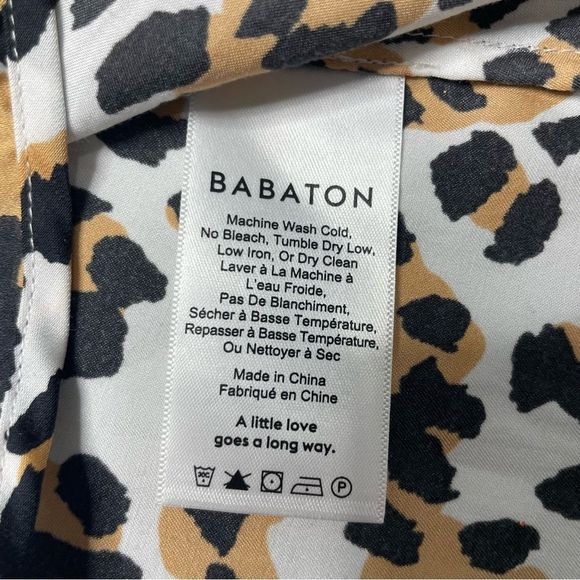 BABATON
Machine Wash Cold,
No Bleach, Tumble Dry Low,
Low Iron, Or Dry Clean
Laver à La Machine à
L'eau Froide,
Pas De Blanchiment,
Sécher à Basse Température,
Repasser à Basse Température,
Ou Nettoyer à Sec
Made in China
Fabriqué en Chine
A little love
goes a long way.
30C P